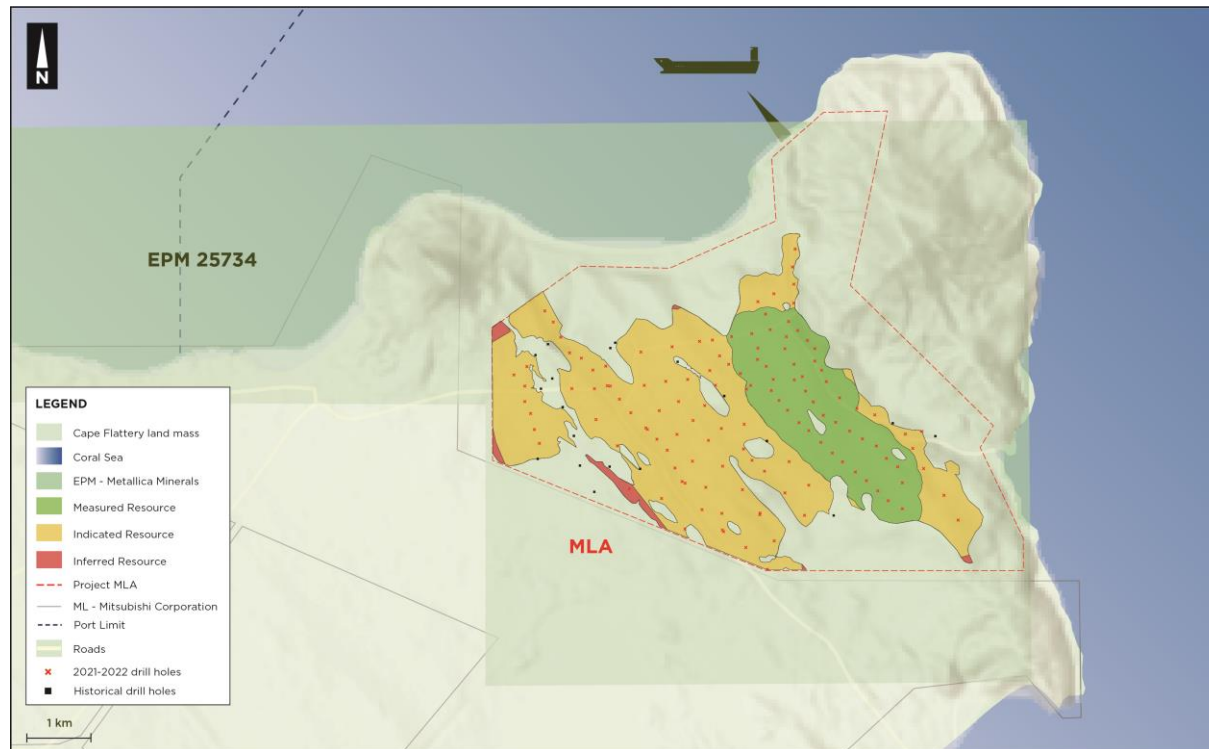 N
EPM 25734
MLA
LEGEND
Cape Flattery land mass
Coral Sea
EPM - Metallica Minerals
Measured Resource
Indicated Resource
Inferred Resource
Project MLA
ML - Mitsubishi Corporation
Port Limit
Roads
2021-2022 drill holes
Historical drill holes
1 km